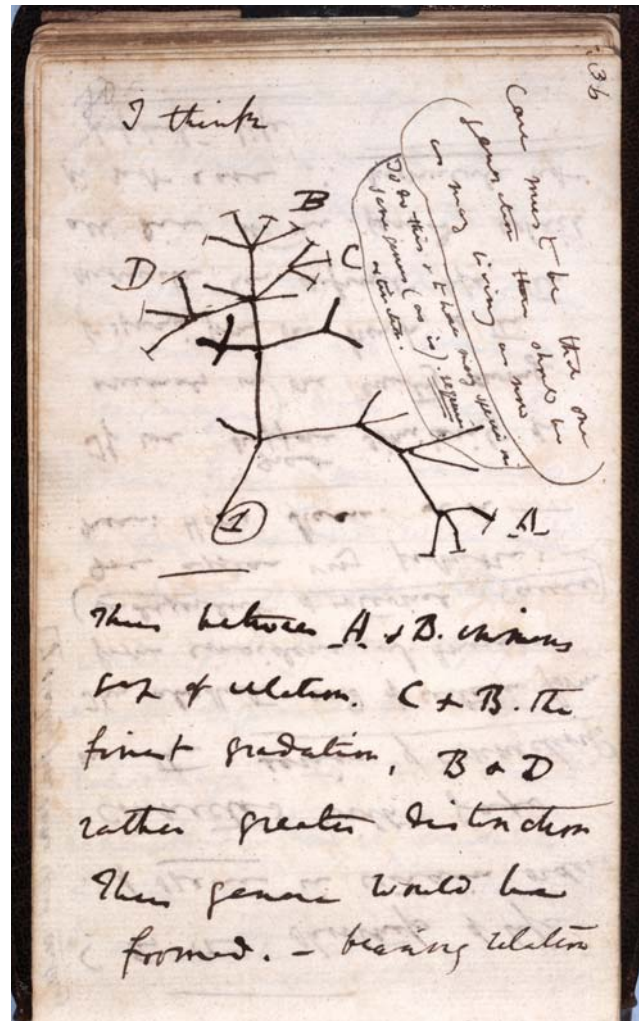 36
I think
Case must be that one
generation then should be
as many living as now
To do this & to have many species in
same genus (as is). requires
extinction.
B
C
D
A
1
Thus between A & B. immens
gap of relation. C & B. the
finest gradation, B & D
rather greater distinction
Thus genera would be
formed. — bearing relation